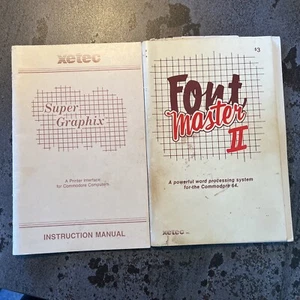 xetec
Super
Graphix
A Printer Interface
for Commodore Computers
INSTRUCTION MANUAL
$3
Font
Master
II
A powerful word processing system
for the Commodore 64.
xetec